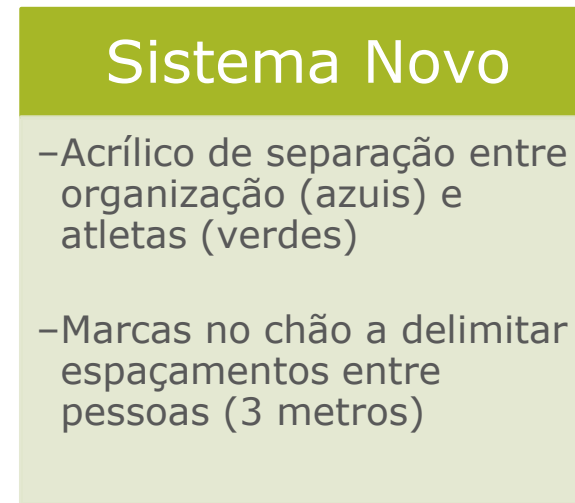 Sistema Novo
–Acrílico de separação entre
organização (azuis) e
atletas (verdes)
–Marcas no chão a delimitar
espaçamentos entre
pessoas (3 metros)